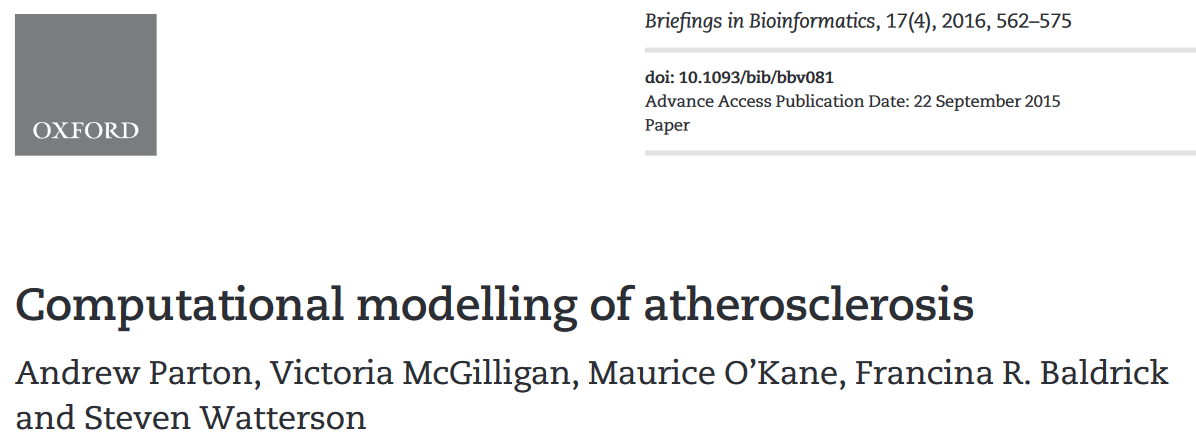 OXFORD
Briefings in Bioinformatics, 17(4), 2016, 562–575
doi: 10.1093/bib/bbv081
Advance Access Publication Date: 22 September 2015
Paper
Computational modelling of atherosclerosis
Andrew Parton, Victoria McGilligan, Maurice O’Kane, Francina R. Baldrick
and Steven Watterson